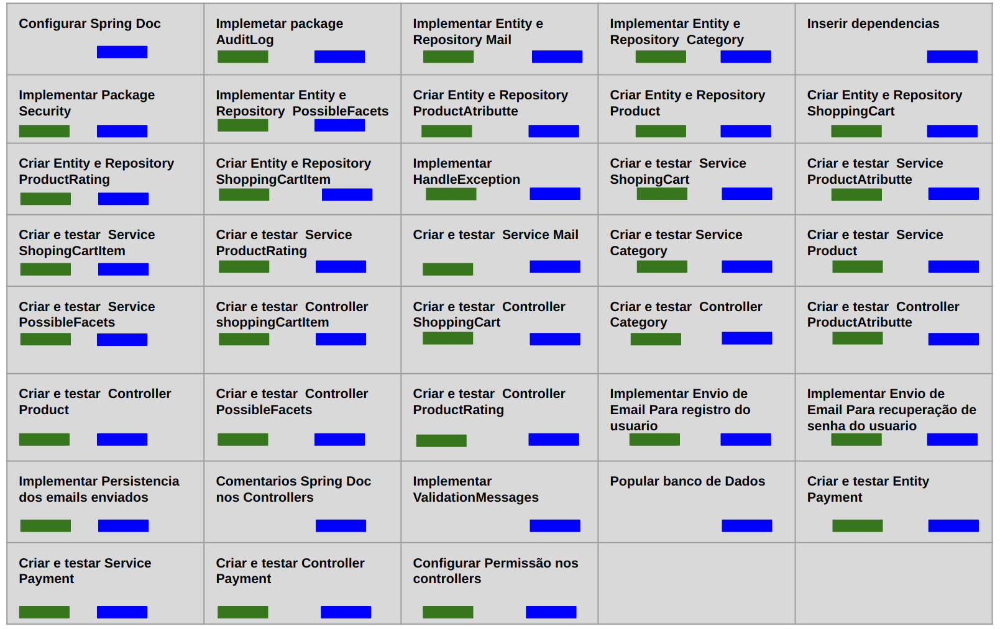 Configurar Spring Doc
Implemetar package
AuditLog
Implementar Entity e
Repository Mail
Implementar Entity e
Repository  Category
Inserir dependencias
Implementar Package
Security
Implementar Entity e
Repository  PossibleFacets
Criar Entity e Repository
ProductAtributte
Criar Entity e Repository
Product
Criar Entity e Repository
ShoppingCart
Criar Entity e Repository
ProductRating
Criar Entity e Repository
ShoppingCartItem
Implementar
HandleException
Criar e testar  Service
ShopingCart
Criar e testar  Service
ProductAtributte
Criar e testar  Service
ShopingCartItem
Criar e testar  Service
ProductRating
Criar e testar  Service Mail
Criar e testar Service
Category
Criar e testar  Service
Product
Criar e testar  Service
PossibleFacets
Criar e testar  Controller
shoppingCartItem
Criar e testar  Controller
ShoppingCart
Criar e testar  Controller
Category
Criar e testar  Controller
ProductAtributte
Criar e testar  Controller
Product
Criar e testar  Controller
PossibleFacets
Criar e testar  Controller
ProductRating
Implementar Envio de
Email Para registro do
usuario
Implementar Envio de
Email Para recuperação de
senha do usuario
Implementar Persistencia
dos emails enviados
Comentarios Spring Doc
nos Controllers
Implementar
ValidationMessages
Popular banco de Dados
Criar e testar Entity
Payment
Criar e testar Service
Payment
Criar e testar Controller
Payment
Configurar Permissão nos
controllers